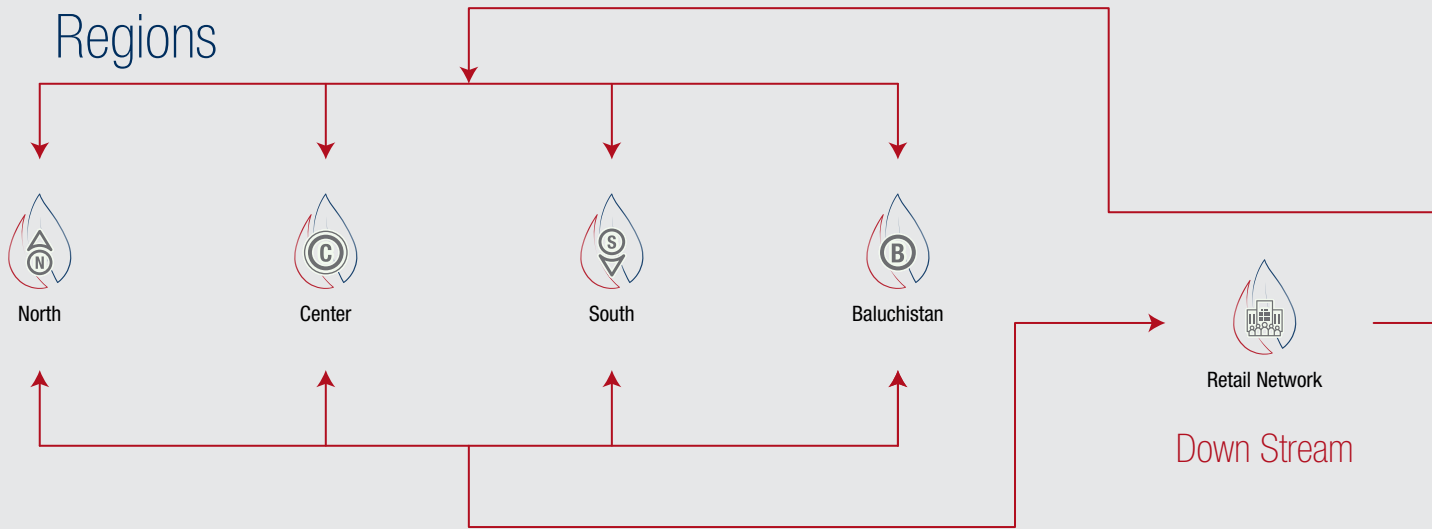 Regions
N
C
S
B
North
Center
South
Baluchistan
Retail Network
Down Stream